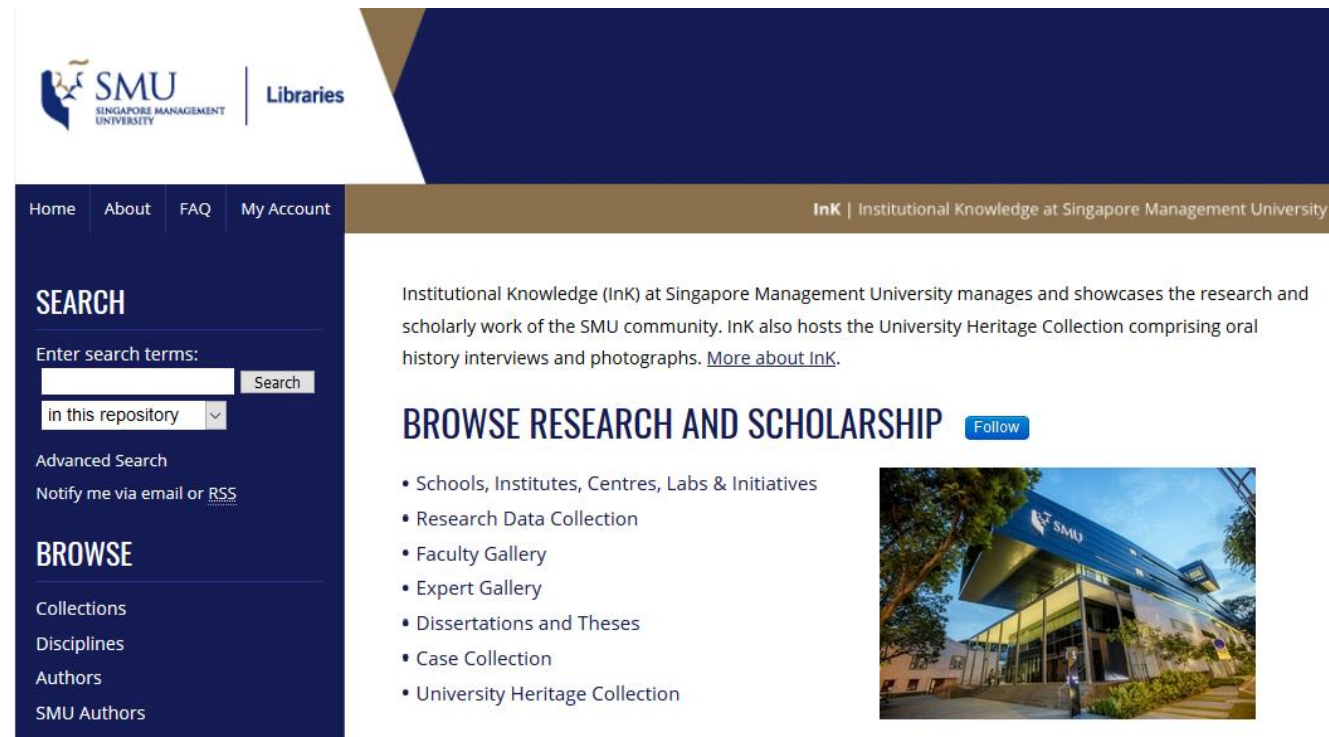 SMU
SINGAPORE MANAGEMENT
UNIVERSITY
Libraries
Home About FAQ My Account
InK | Institutional Knowledge at Singapore Management University
SEARCH
Enter search terms:
Search
in this repository
Advanced Search
Notify me via email or RSS
BROWSE
Collections
Disciplines
Authors
SMU Authors
Institutional Knowledge (InK) at Singapore Management University manages and showcases the research and
scholarly work of the SMU community. InK also hosts the University Heritage Collection comprising oral
history interviews and photographs. More about InK.
BROWSE RESEARCH AND SCHOLARSHIP Follow
• Schools, Institutes, Centres, Labs & Initiatives
• Research Data Collection
• Faculty Gallery
• Expert Gallery
• Dissertations and Theses
• Case Collection
• University Heritage Collection
SMU